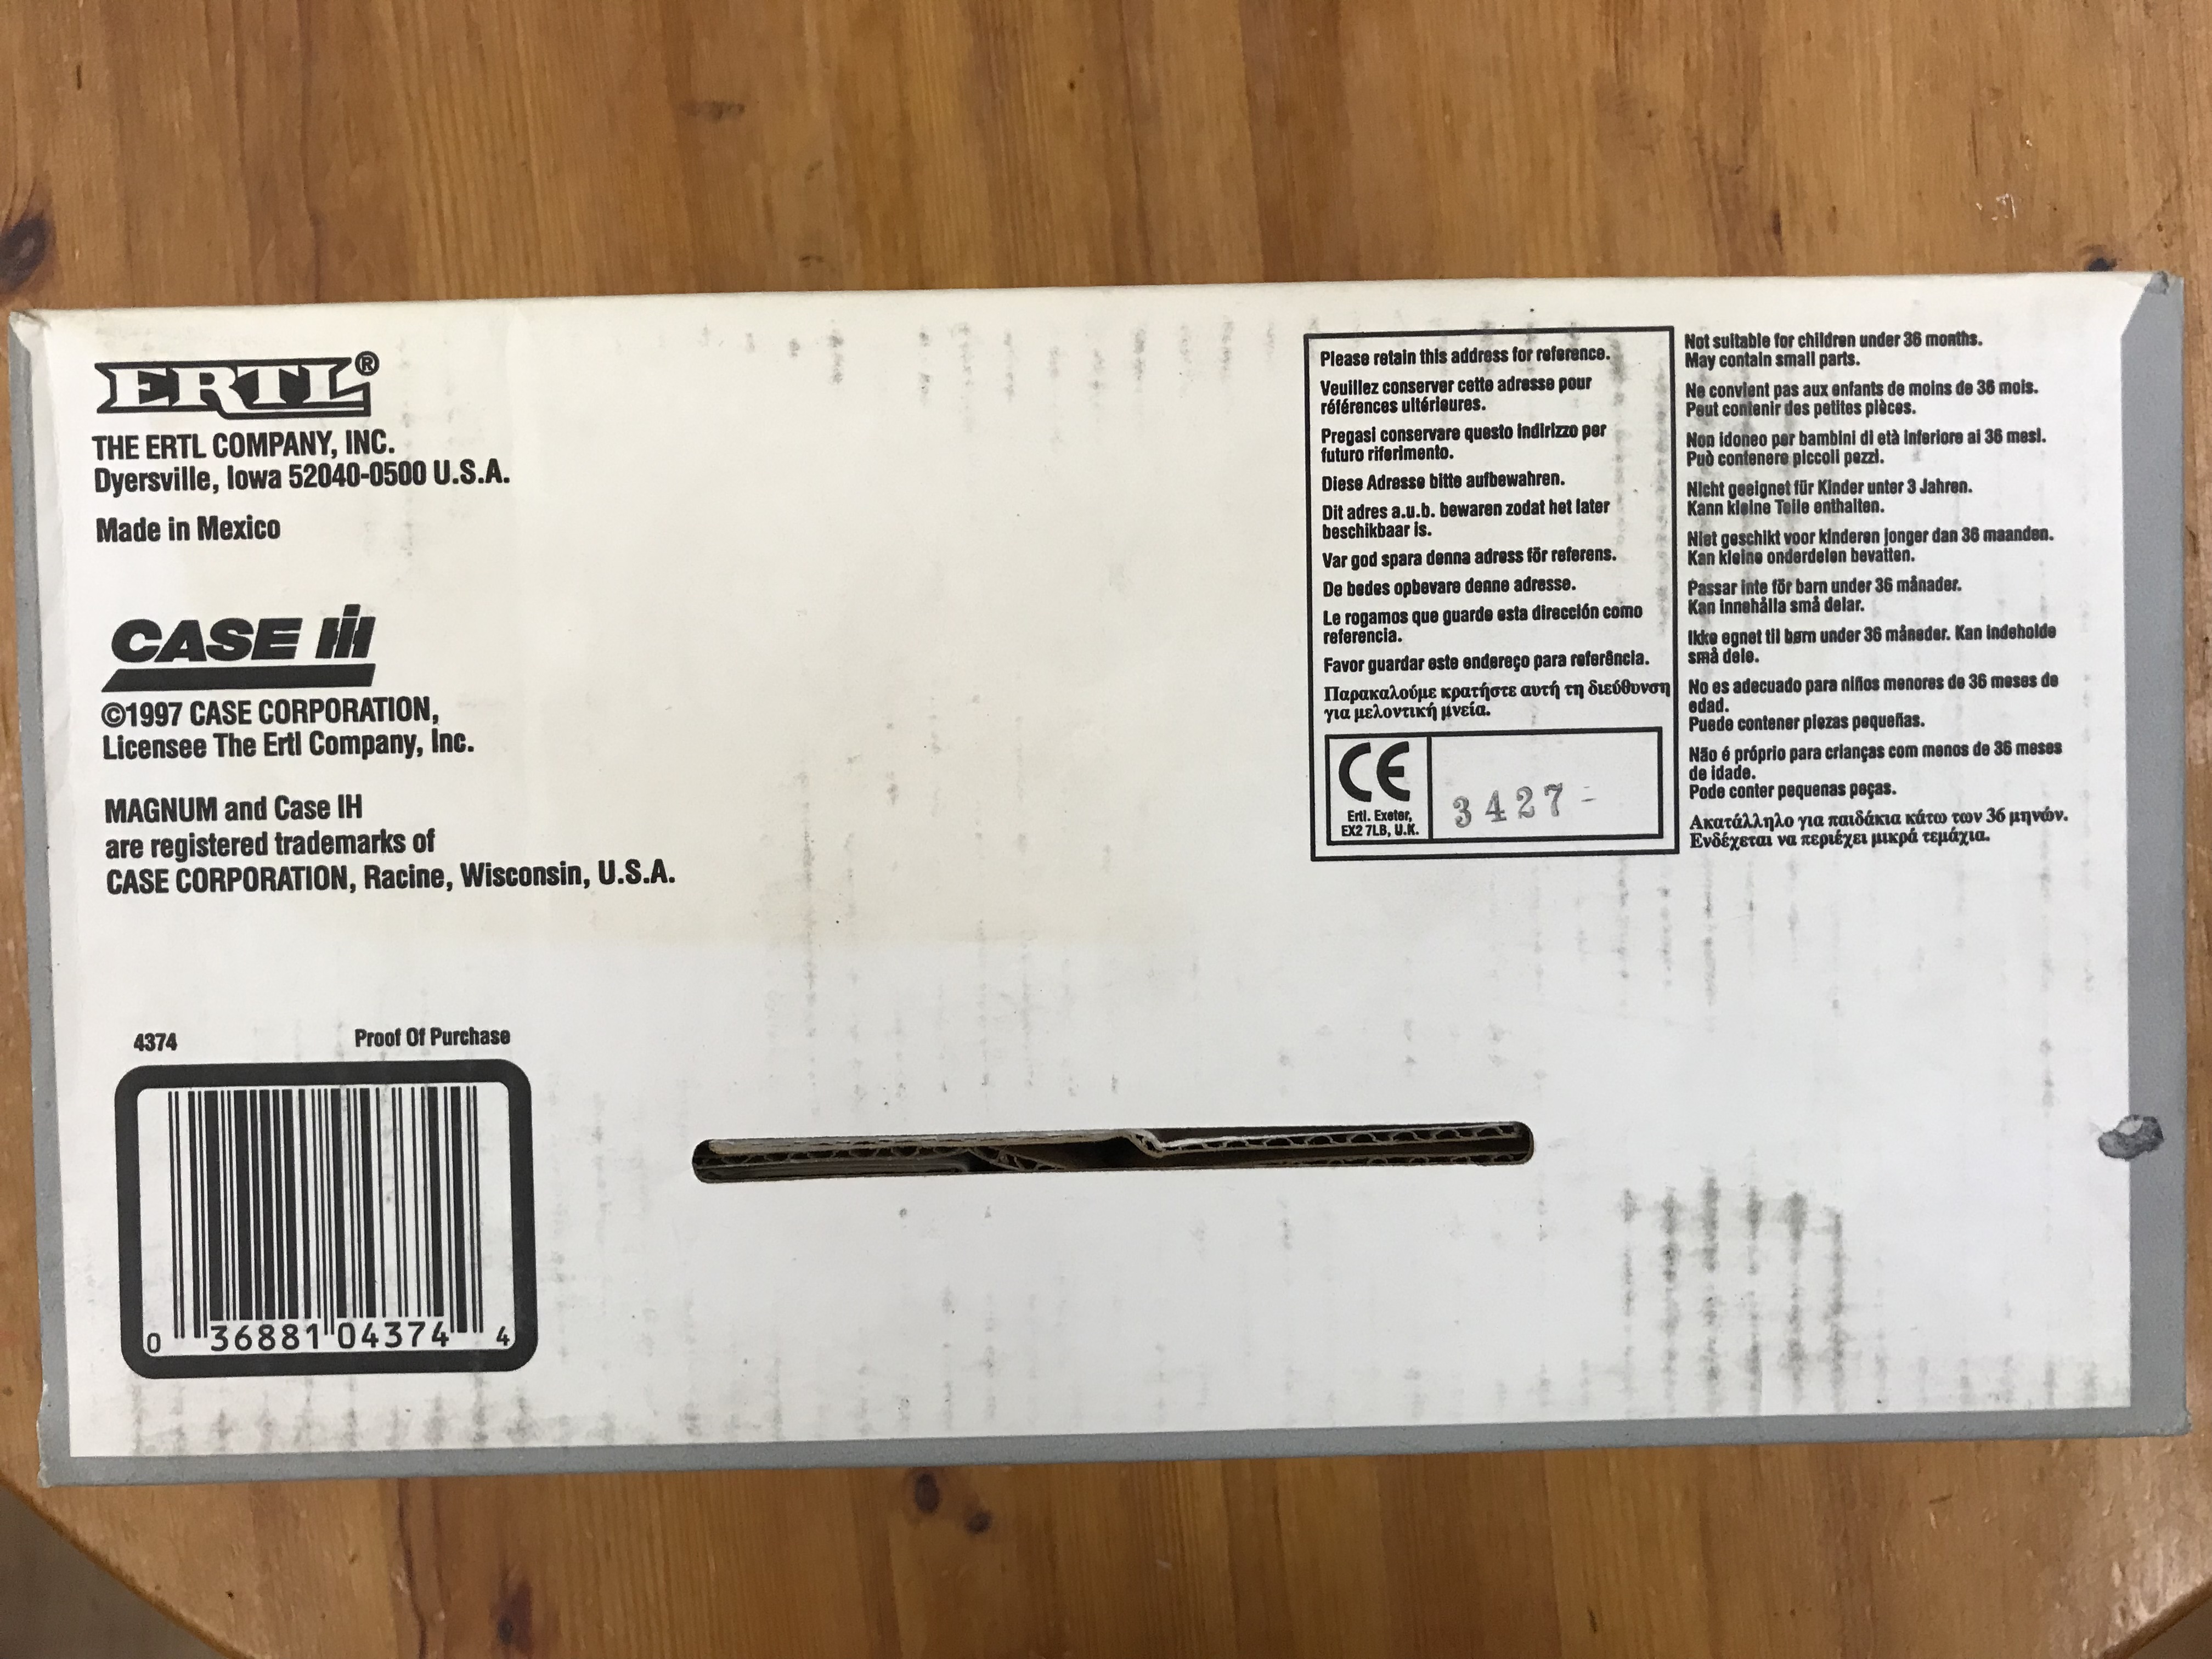 ERTL®
THE ERTL COMPANY, INC.
Dyersville, Iowa 52040-0500 U.S.A.
Made in Mexico
CASE IH
©1997 CASE CORPORATION,
Licensee The Ertl Company, Inc.
MAGNUM and Case IH
are registered trademarks of
CASE CORPORATION, Racine, Wisconsin, U.S.A.
4374 Proof Of Purchase
0 36881 04374 4
Please retain this address for reference.
Veuillez conserver cette adresse pour
références ultérieures.
Pregasi conservare questo indirizzo per
futuro riferimento.
Diese Adresse bitte aufbewahren.
Dit adres a.u.b. bewaren zodat het later
beschikbaar is.
Var god spara denna adress för referens.
De bedes opbevare denne adresse.
Le rogamos que guarde esta dirección como
referencia.
Favor guardar este endereço para referência.
Παρακαλούμε κρατήστε αυτή τη διεύθυνση
για μελοντική μνεία.
CE
Ertl. Exeter,
EX2 7LB, U.K.
3427-
Not suitable for children under 36 months.
May contain small parts.
Ne convient pas aux enfants de moins de 36 mois.
Peut contenir des petites pièces.
Non idoneo per bambini di età inferiore ai 36 mesi.
Può contenere piccoli pezzi.
Nicht geeignet für Kinder unter 3 Jahren.
Kann kleine Teile enthalten.
Niet geschikt voor kinderen jonger dan 36 maanden.
Kan kleine onderdelen bevatten.
Passar inte för barn under 36 månader.
Kan innehålla små delar.
Ikke egnet til børn under 36 måneder. Kan indeholde
små dele.
No es adecuado para niños menores de 36 meses de
edad.
Puede contener piezas pequeñas.
Não é próprio para crianças com menos de 36 meses
de idade.
Pode conter pequenas peças.
Ακατάλληλο για παιδάκια κάτω των 36 μηνών.
Ενδέχεται να περιέχει μικρά τεμάχια.